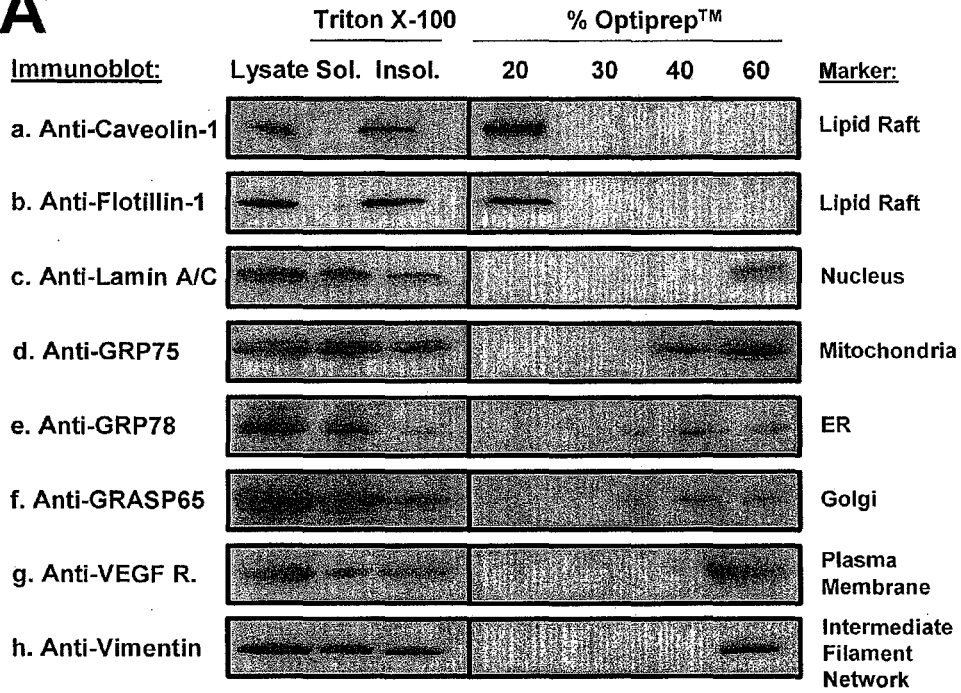 A
Triton X-100 % Optiprep™
Immunoblot: Lysate Sol. Insol. 20 30 40 60 Marker:
a. Anti-Caveolin-1 Lipid Raft
b. Anti-Flotillin-1 Lipid Raft
c. Anti-Lamin A/C Nucleus
d. Anti-GRP75 Mitochondria
e. Anti-GRP78 ER
f. Anti-GRASP65 Golgi
g. Anti-VEGF R. Plasma
Membrane
h. Anti-Vimentin Intermediate
Filament
Network